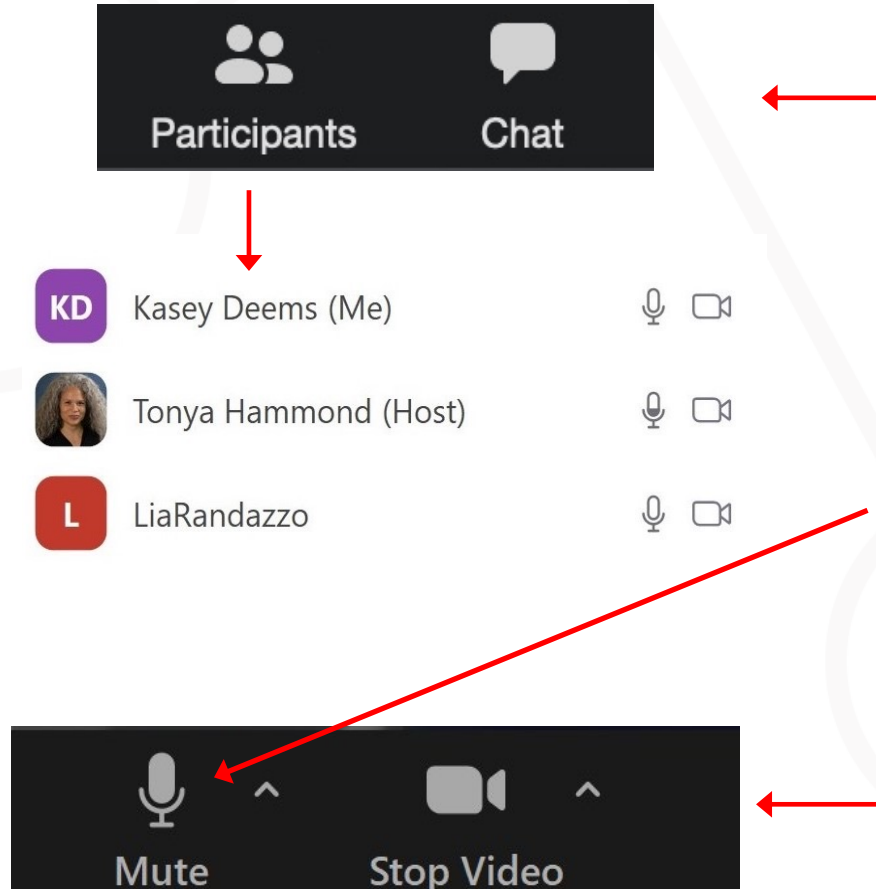 Participants Chat
KD Kasey Deems (Me)
Tonya Hammond (Host)
L LiaRandazzo
Mute Stop Video